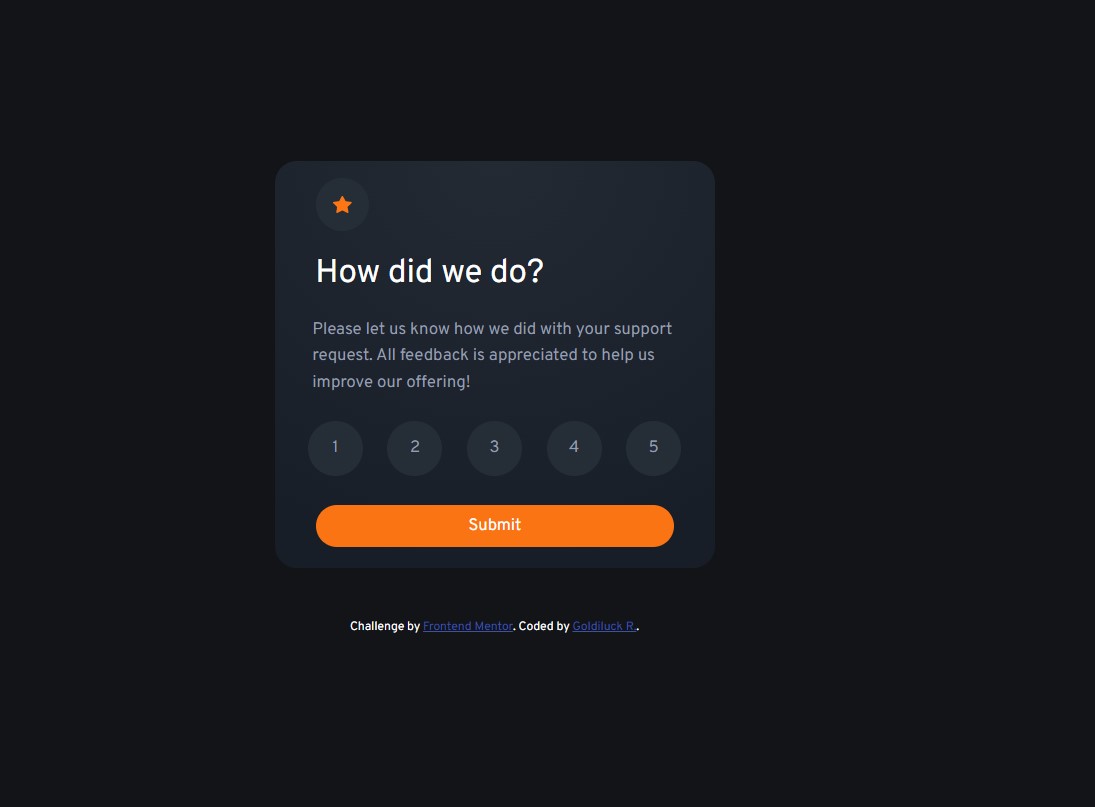 How did we do?
Please let us know how we did with your support
request. All feedback is appreciated to help us
improve our offering!
1 2 3 4 5
Submit
Challenge by Frontend Mentor. Coded by Goldiluck R..